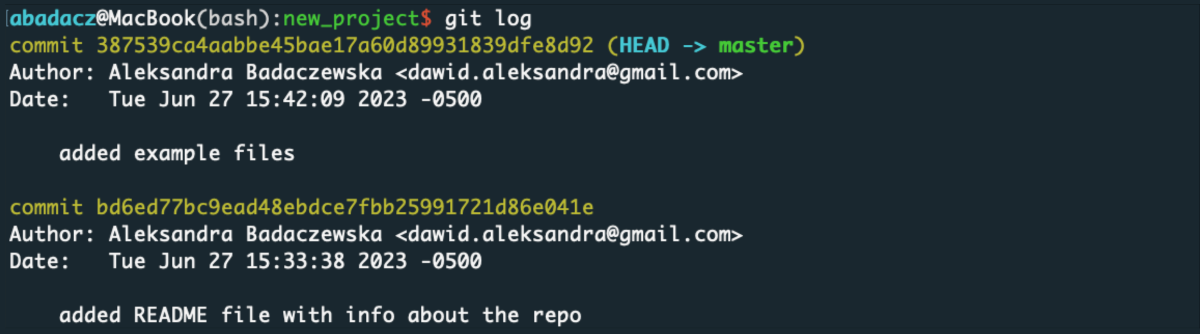 abadacz@MacBook(bash):new_project$ git log
commit 387539ca4aabbe45bae17a60d89931839dfe8d92 (HEAD -> master)
Author: Aleksandra Badaczewska <dawid.aleksandra@gmail.com>
Date:   Tue Jun 27 15:42:09 2023 -0500
    added example files
commit bd6ed77bc9ead48ebdce7fbb25991721d86e041e
Author: Aleksandra Badaczewska <dawid.aleksandra@gmail.com>
Date:   Tue Jun 27 15:33:38 2023 -0500
    added README file with info about the repo